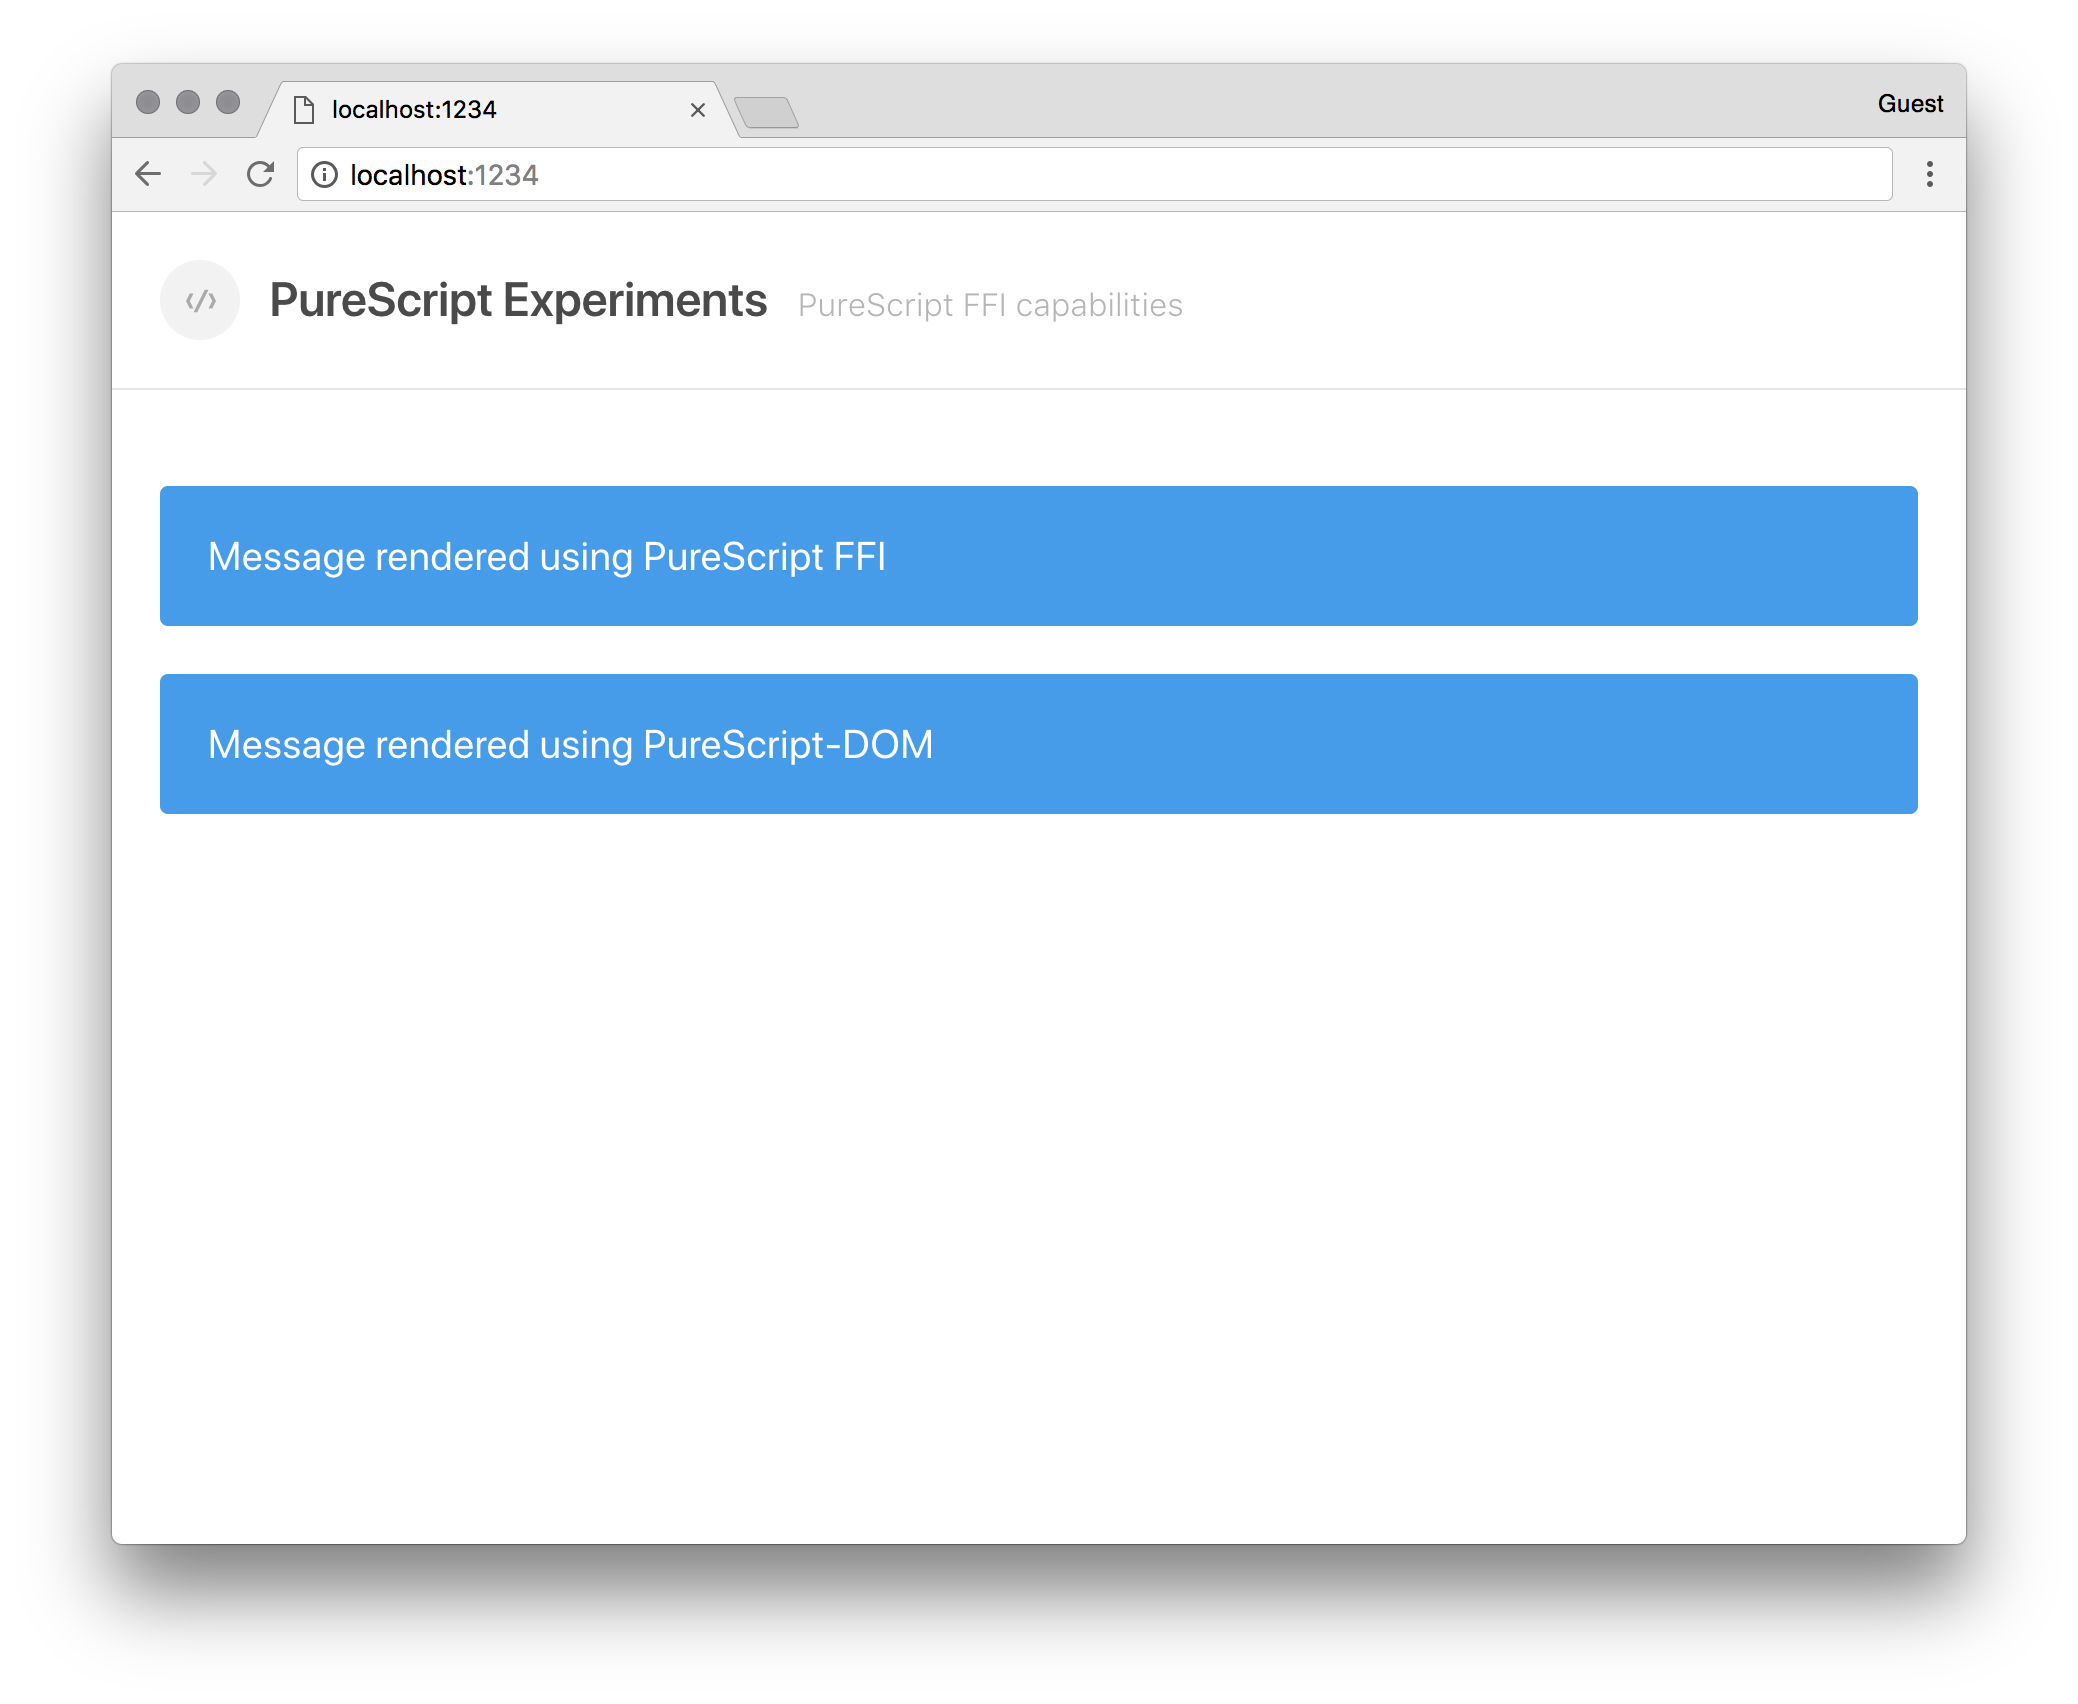 localhost:1234
Guest
localhost:1234
</> PureScript Experiments PureScript FFI capabilities
Message rendered using PureScript FFI
Message rendered using PureScript-DOM